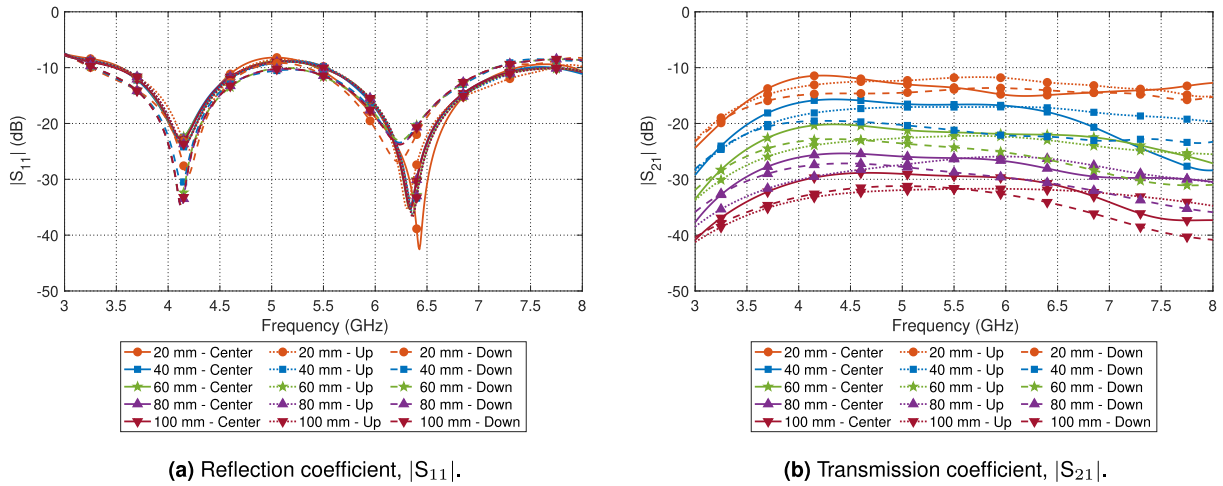 0
-10
-20
-30
-40
-50
|S11| (dB)
3 3.5 4 4.5 5 5.5 6 6.5 7 7.5 8
Frequency (GHz)
20 mm - Center 20 mm - Up 20 mm - Down
40 mm - Center 40 mm - Up 40 mm - Down
60 mm - Center 60 mm - Up 60 mm - Down
80 mm - Center 80 mm - Up 80 mm - Down
100 mm - Center 100 mm - Up 100 mm - Down
(a) Reflection coefficient, |S11|.
0
-10
-20
-30
-40
-50
|S21| (dB)
3 3.5 4 4.5 5 5.5 6 6.5 7 7.5 8
Frequency (GHz)
20 mm - Center 20 mm - Up 20 mm - Down
40 mm - Center 40 mm - Up 40 mm - Down
60 mm - Center 60 mm - Up 60 mm - Down
80 mm - Center 80 mm - Up 80 mm - Down
100 mm - Center 100 mm - Up 100 mm - Down
(b) Transmission coefficient, |S21|.